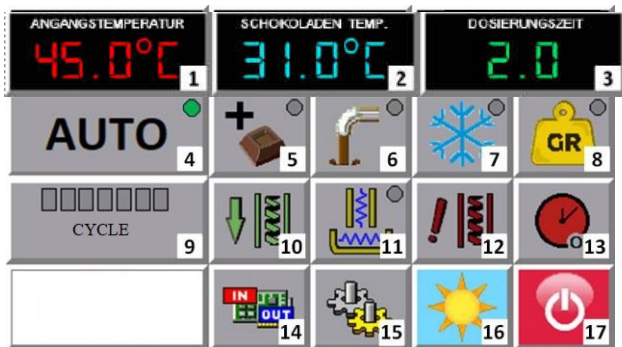 ANGANGSTEMPERATUR SCHOKOLADEN TEMP. DOSIERUNGSZEIT
45.0°C 1 31.0°C 2 2.0 3
AUTO 4 + 5 6 7 GR 8
CYCLE 9 10 11 ! 12 13
IN OUT 14 15 16 17